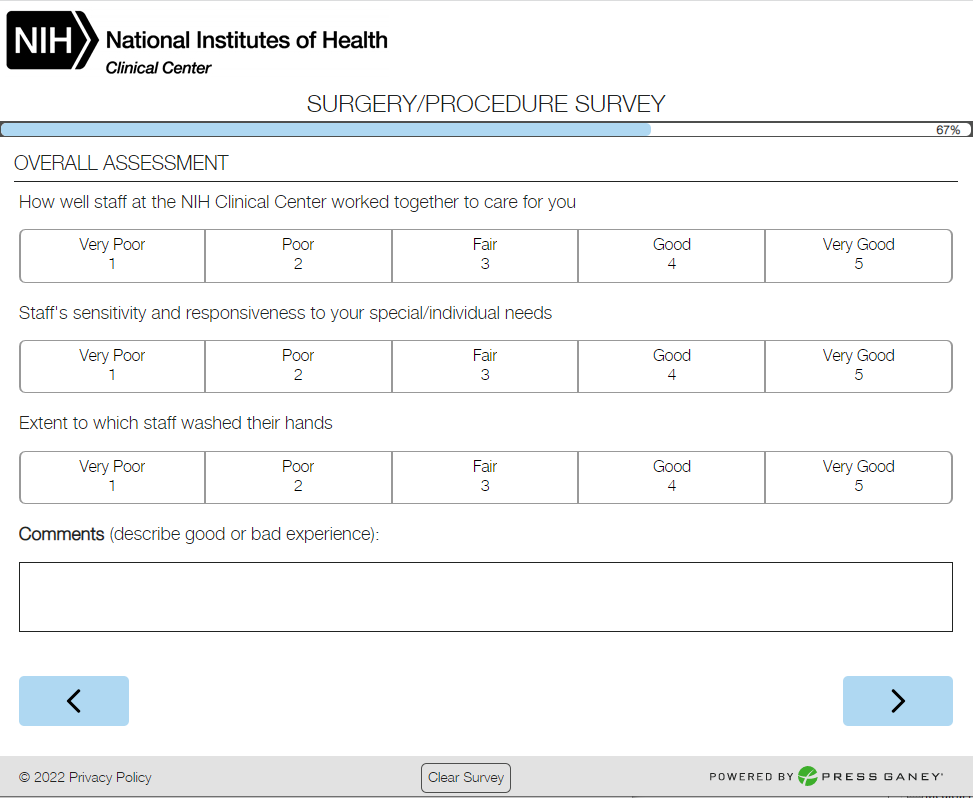 NIH National Institutes of Health
Clinical Center
SURGERY/PROCEDURE SURVEY
67%
OVERALL ASSESSMENT
How well staff at the NIH Clinical Center worked together to care for you
Very Poor Poor Fair Good Very Good
1 2 3 4 5
Staff's sensitivity and responsiveness to your special/individual needs
Very Poor Poor Fair Good Very Good
1 2 3 4 5
Extent to which staff washed their hands
Very Poor Poor Fair Good Very Good
1 2 3 4 5
Comments (describe good or bad experience):
© 2022 Privacy Policy Clear Survey POWERED BY PRESS GANEY